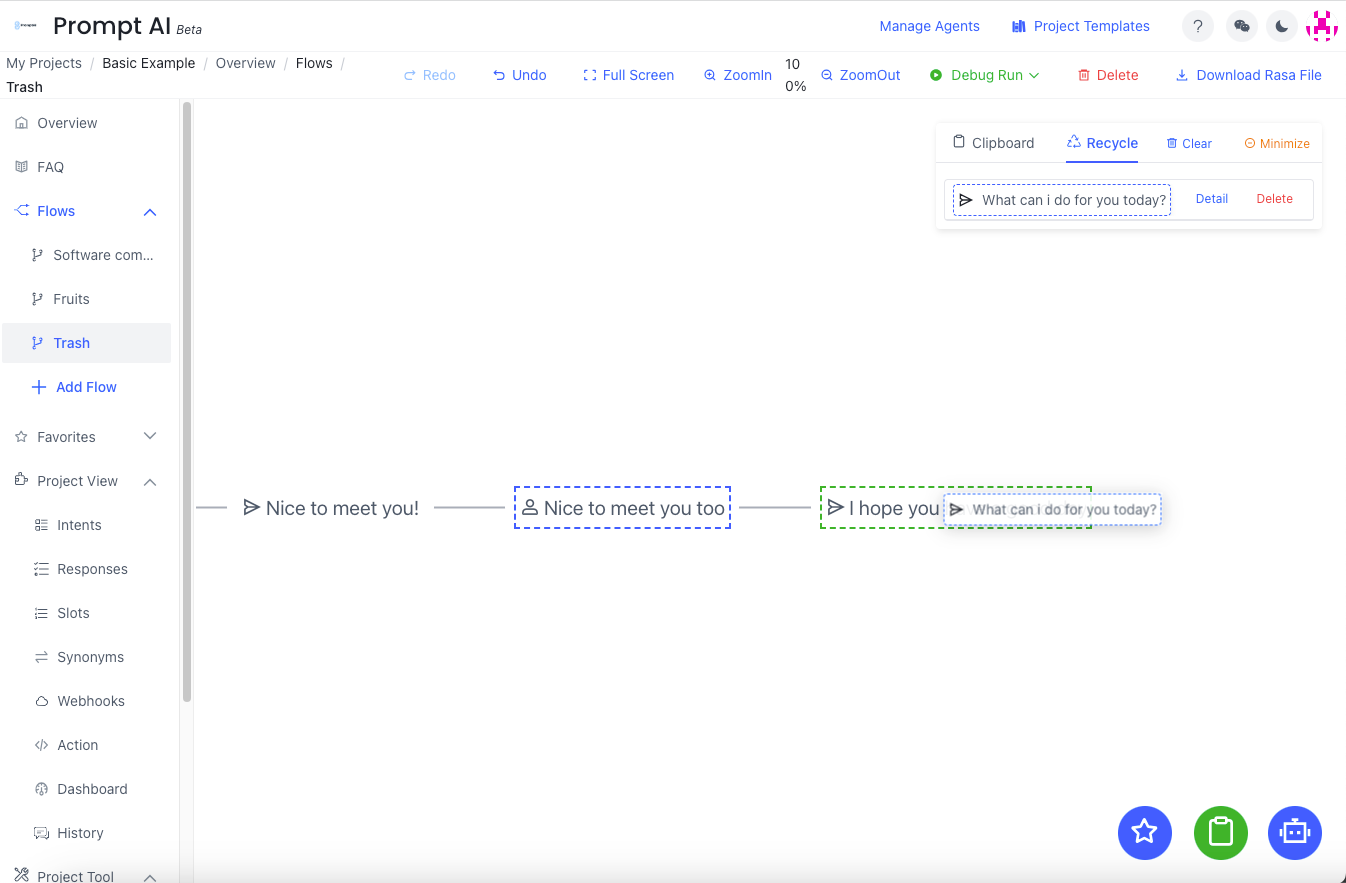 Prompt AI Beta
Manage Agents
Project Templates
?
My Projects / Basic Example / Overview / Flows /
Trash
Redo
Undo
Full Screen
ZoomIn
10
0%
ZoomOut
Debug Run
Delete
Download Rasa File
Overview
FAQ
Flows
Software com...
Fruits
Trash
Add Flow
Favorites
Project View
Intents
Responses
Slots
Synonyms
Webhooks
Action
Dashboard
History
Project Tool
Clipboard
Recycle
Clear
Minimize
What can i do for you today?
Detail
Delete
Nice to meet you!
Nice to meet you too
I hope you
What can i do for you today?